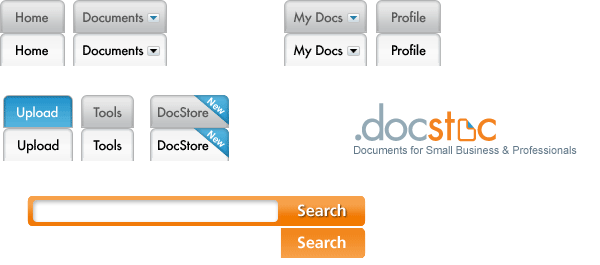 Home Documents My Docs Profile
Home Documents My Docs Profile
Upload Tools DocStore New
Upload Tools DocStore New
.docstoc
Documents for Small Business & Professionals
Search
Search